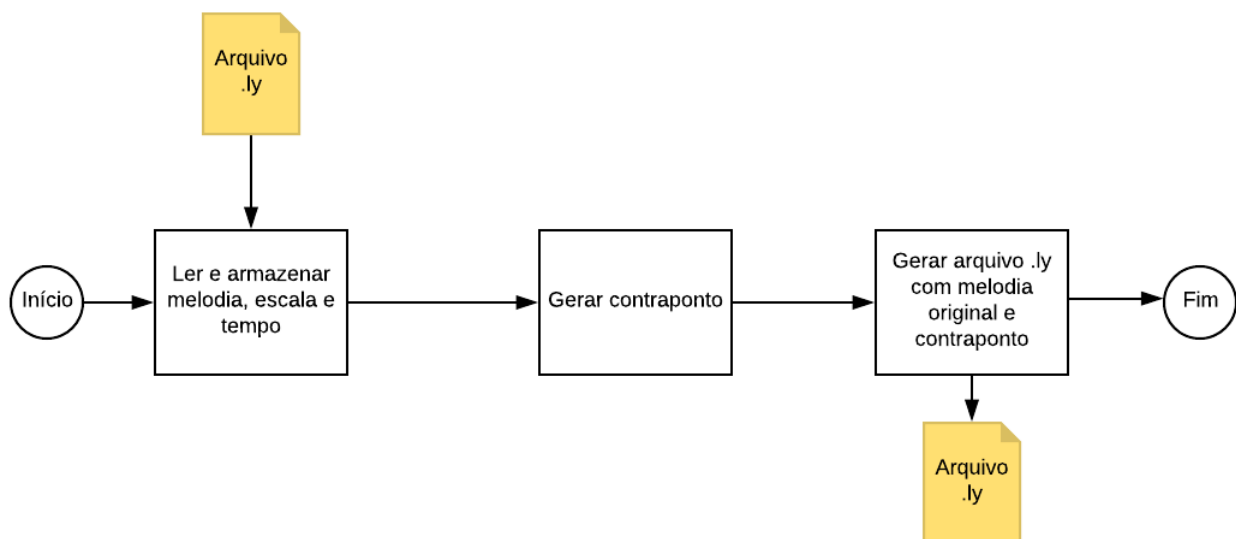 Arquivo
.ly
Início
Ler e armazenar
melodia, escala e
tempo
Gerar contraponto
Gerar arquivo .ly
com melodia
original e
contraponto
Fim
Arquivo
.ly